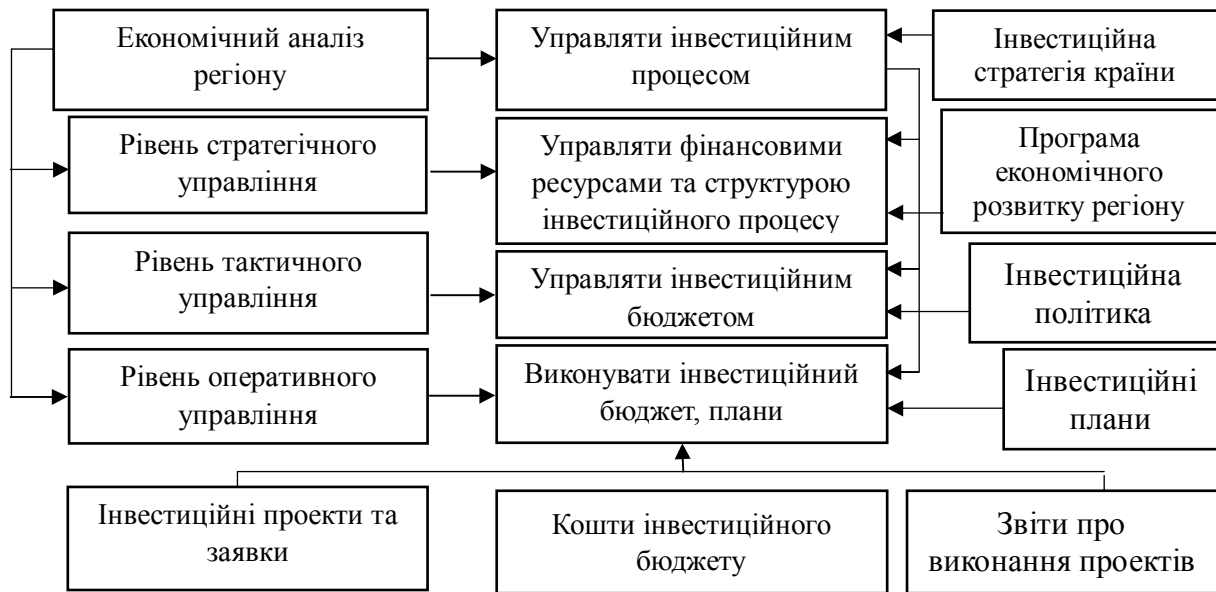 Економічний аналіз
регіону
Управляти інвестиційним
процесом
Інвестиційна
стратегія країни
Рівень стратегічного
управління
Управляти фінансовими
ресурсами та структурою
інвестиційного процесу
Програма
економічного
розвитку регіону
Рівень тактичного
управління
Управляти інвестиційним
бюджетом
Інвестиційна
політика
Рівень оперативного
управління
Виконувати інвестиційний
бюджет, плани
Інвестиційні
плани
Інвестиційні проекти та
заявки
Кошти інвестиційного
бюджету
Звіти про
виконання проектів